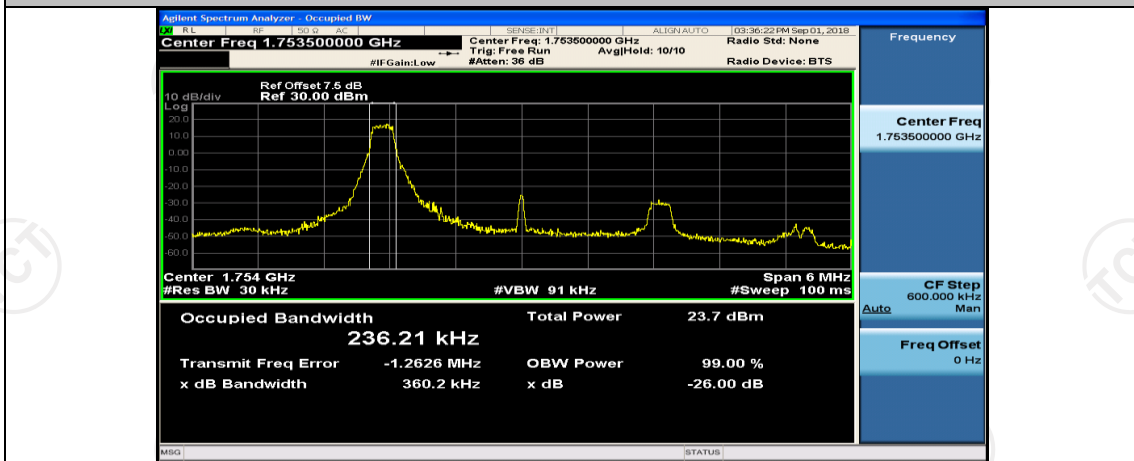 Agilent Spectrum Analyzer - Occupied BW
LXI RL RF 50 Ω AC SENSE:INT ALIGN AUTO 03:36:22 PM Sep 01, 2018
Center Freq 1.753500000 GHz Center Freq: 1.753500000 GHz Radio Std: None
Trig: Free Run Avg|Hold: 10/10
#IFGain:Low #Atten: 36 dB Radio Device: BTS
Frequency
Ref Offset 7.5 dB
10 dB/div Ref 30.00 dBm
Log
20.0
10.0
0.00
-10.0
-20.0
-30.0
-40.0
-50.0
-60.0
Center Freq
1.753500000 GHz
Center 1.754 GHz Span 6 MHz
#Res BW 30 kHz #VBW 91 kHz #Sweep 100 ms
CF Step
600.000 kHz
Auto Man
Occupied Bandwidth Total Power 23.7 dBm
236.21 kHz
Transmit Freq Error -1.2626 MHz OBW Power 99.00 %
x dB Bandwidth 360.2 kHz x dB -26.00 dB
Freq Offset
0 Hz
MSG STATUS